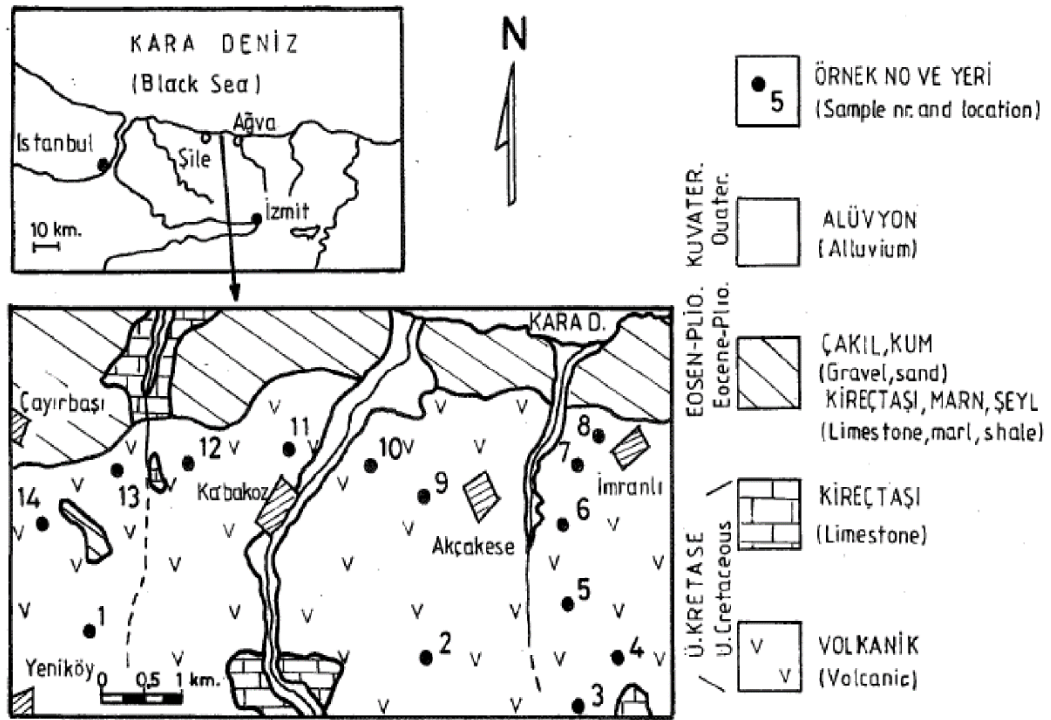 KARA DENİZ
(Black Sea)
Istanbul
Şile
Ağva
İzmit
10 km.
N
5
ÖRNEK NO VE YERİ
(Sample nr. and location)
KUVATER.
Quater.
ALÜVYON
(Alluvium)
EOSEN-PLIO.
Eocene-Plio.
ÇAKIL, KUM
(Gravel, sand)
KİREÇTAŞI, MARN, ŞEYL
(Limestone, marl, shale)
Ü. KRETASE
U. Cretaceous
KİREÇTAŞI
(Limestone)
VOLKANİK
(Volcanic)
KARA D.
Çayırbaşı
11
12
10
8
7
9
13
Kabakoz
İmranlı
14
6
Akçakese
5
1
2
4
Yeniköy
0 0,5 1 km.
3